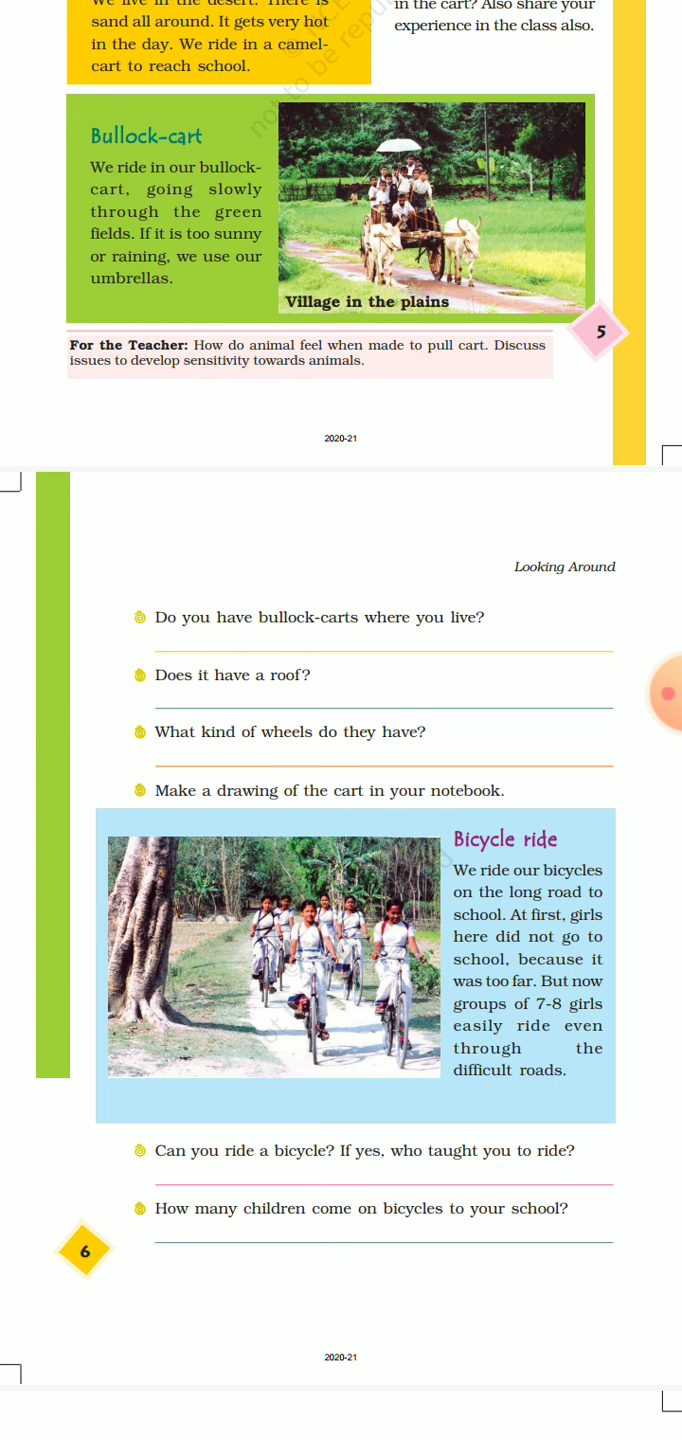 We live in the desert. There is
sand all around. It gets very hot
in the day. We ride in a camel-
cart to reach school.
in the cart? Also share your
experience in the class also.
Bullock-cart
We ride in our bullock-
cart, going slowly
through the green
fields. If it is too sunny
or raining, we use our
umbrellas.
Village in the plains
For the Teacher: How do animal feel when made to pull cart. Discuss
issues to develop sensitivity towards animals.
5
2020-21
Looking Around
Do you have bullock-carts where you live?
Does it have a roof?
What kind of wheels do they have?
Make a drawing of the cart in your notebook.
Bicycle ride
We ride our bicycles
on the long road to
school. At first, girls
here did not go to
school, because it
was too far. But now
groups of 7-8 girls
easily ride even
through the
difficult roads.
Can you ride a bicycle? If yes, who taught you to ride?
How many children come on bicycles to your school?
6
2020-21